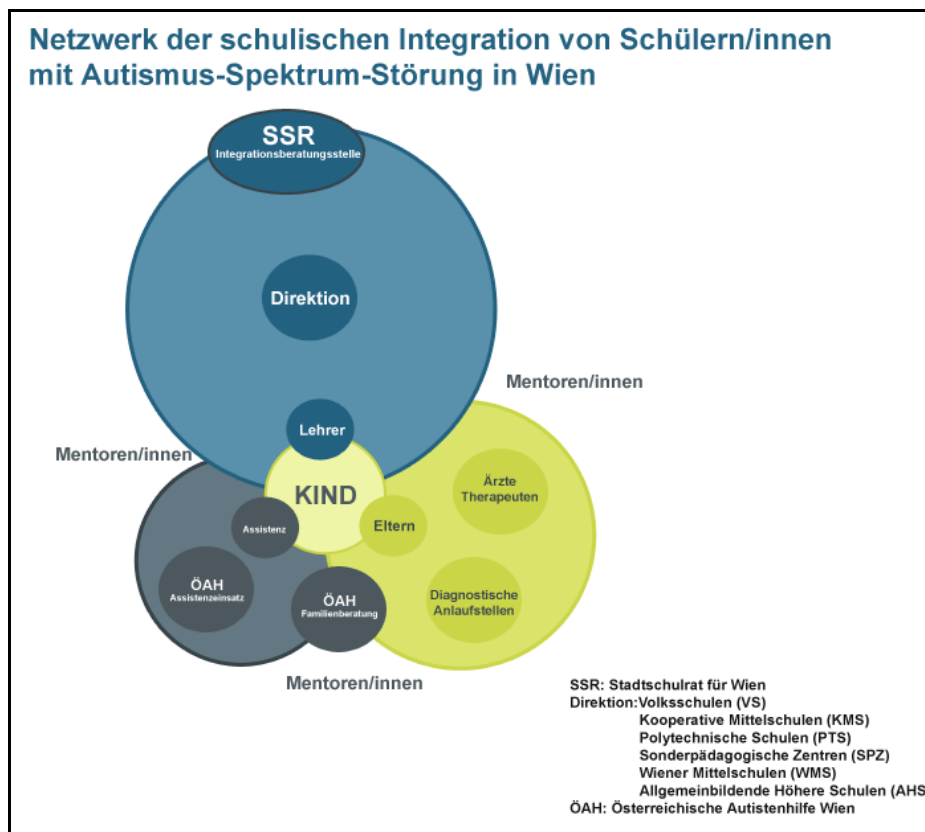 Netzwerk der schulischen Integration von Schülern/innen
mit Autismus-Spektrum-Störung in Wien
SSR
Integrationsberatungsstelle
Direktion
Mentoren/innen
Lehrer
Mentoren/innen
KIND
Ärzte
Therapeuten
Assistenz
Eltern
ÖAH
Assistenzeinsatz
ÖAH
Familienberatung
Diagnostische
Anlaufstellen
Mentoren/innen
SSR: Stadtschulrat für Wien
Direktion:Volksschulen (VS)
Kooperative Mittelschulen (KMS)
Polytechnische Schulen (PTS)
Sonderpädagogische Zentren (SPZ)
Wiener Mittelschulen (WMS)
Allgemeinbildende Höhere Schulen (AHS
ÖAH: Österreichische Autistenhilfe Wien